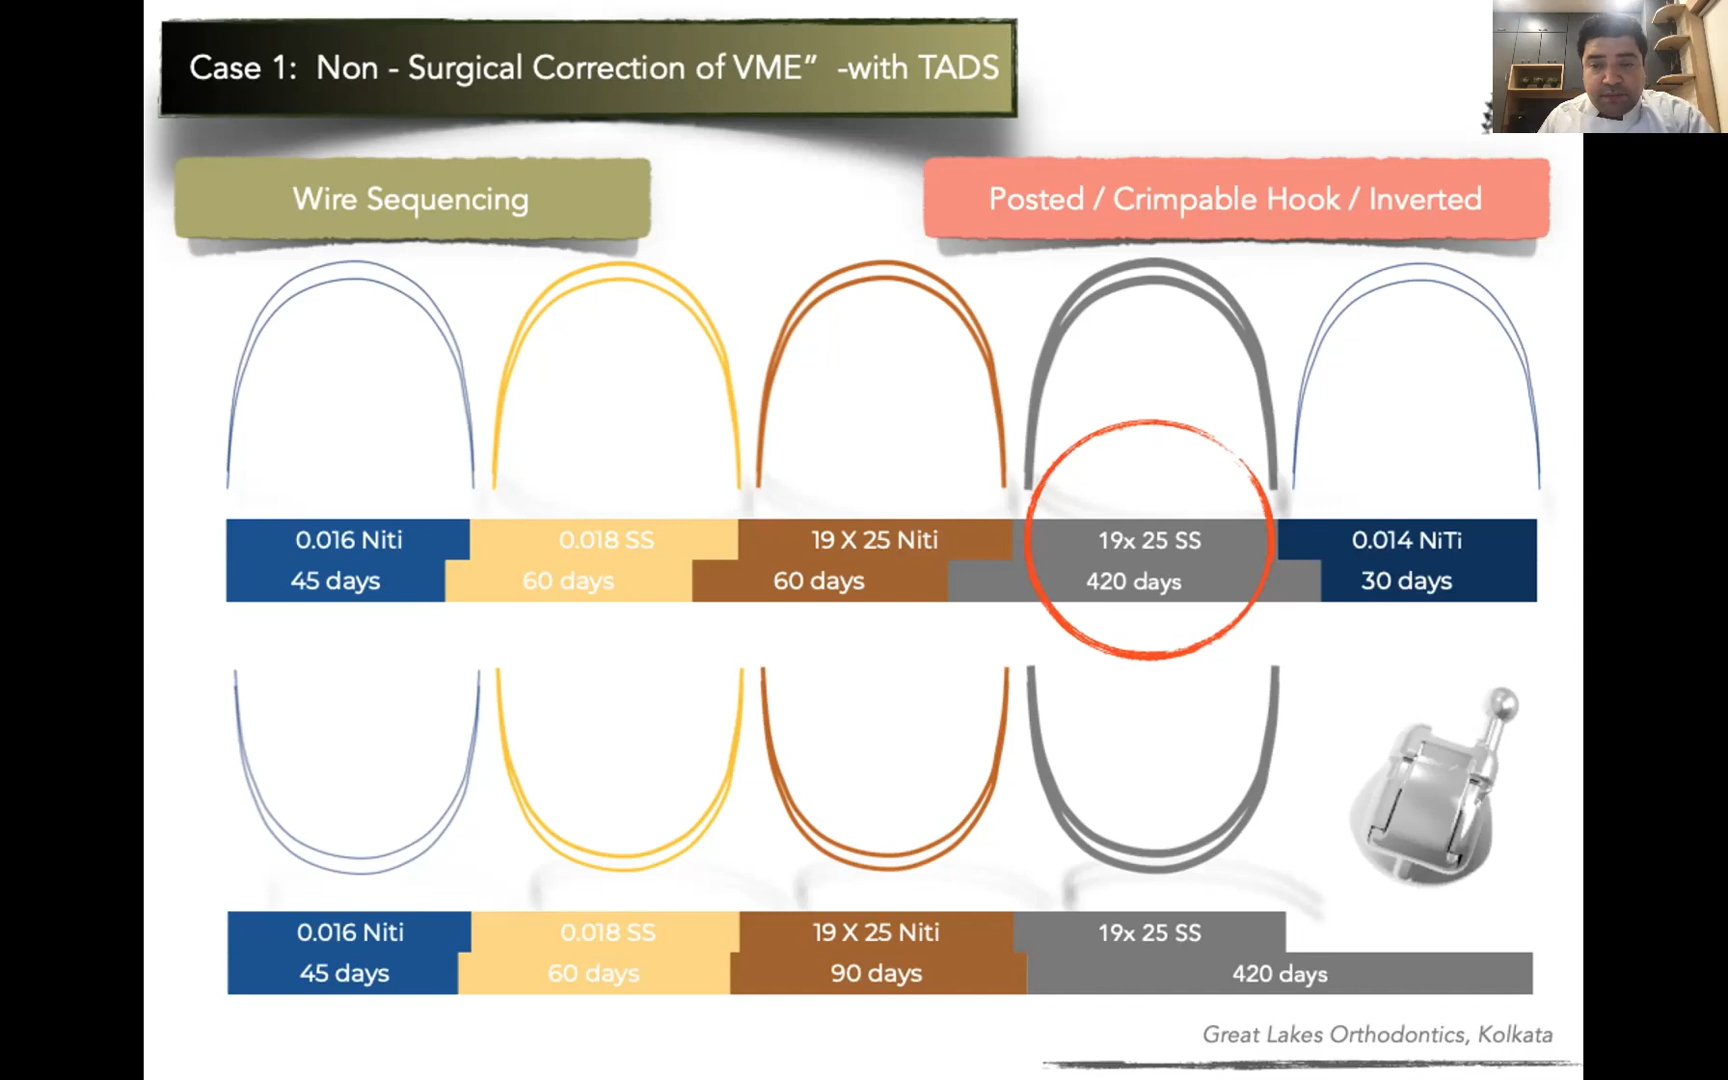 Case 1: Non - Surgical Correction of VME” -with TADS
Wire Sequencing
Posted / Crimpable Hook / Inverted
0.016 Niti
0.018 SS
19 X 25 Niti
19x 25 SS
0.014 NiTi
45 days
60 days
60 days
420 days
30 days
0.016 Niti
0.018 SS
19 X 25 Niti
19x 25 SS
45 days
60 days
90 days
420 days
Great Lakes Orthodontics, Kolkata